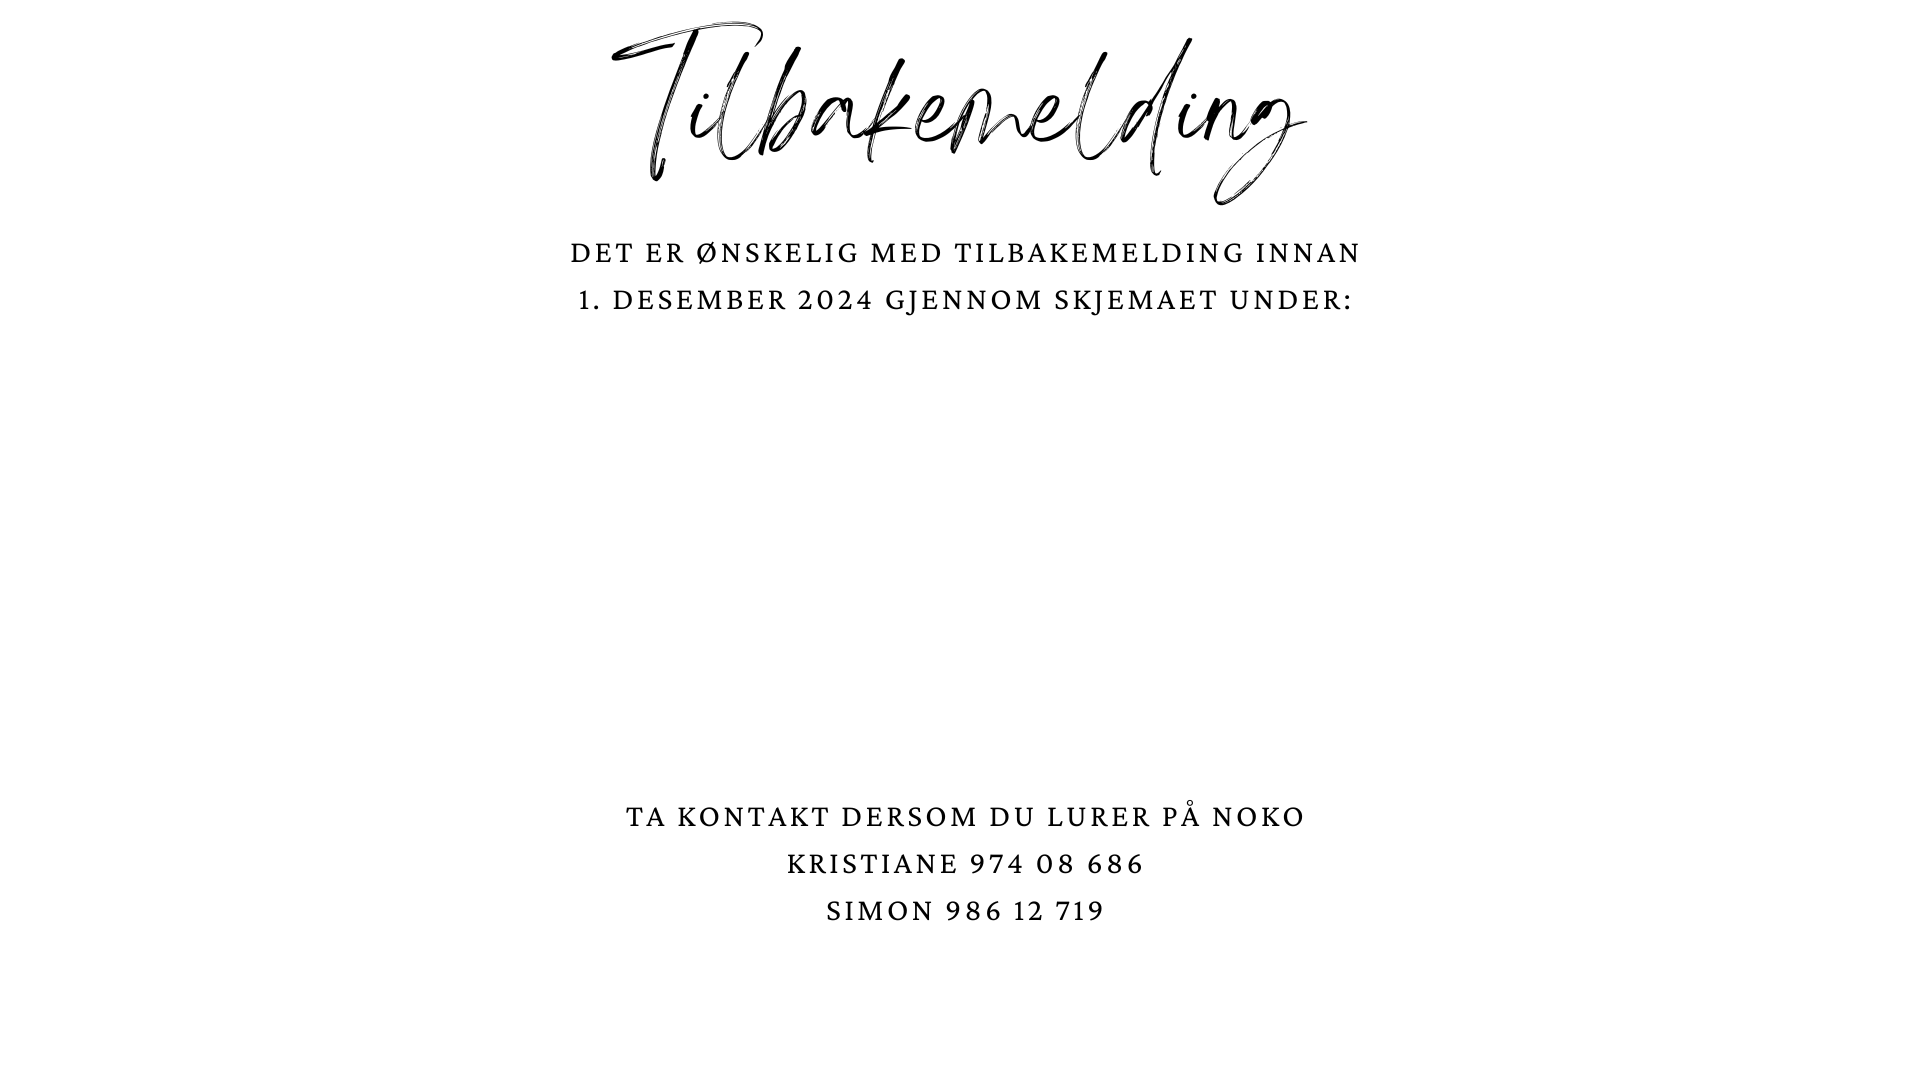 Tilbakemelding
DET ER ØNSKELIG MED TILBAKEMELDING INNAN
1. DESEMBER 2024 GJENNOM SKJEMAET UNDER:
TA KONTAKT DERSOM DU LURER PÅ NOKO
KRISTIANE 974 08 686
SIMON 986 12 719